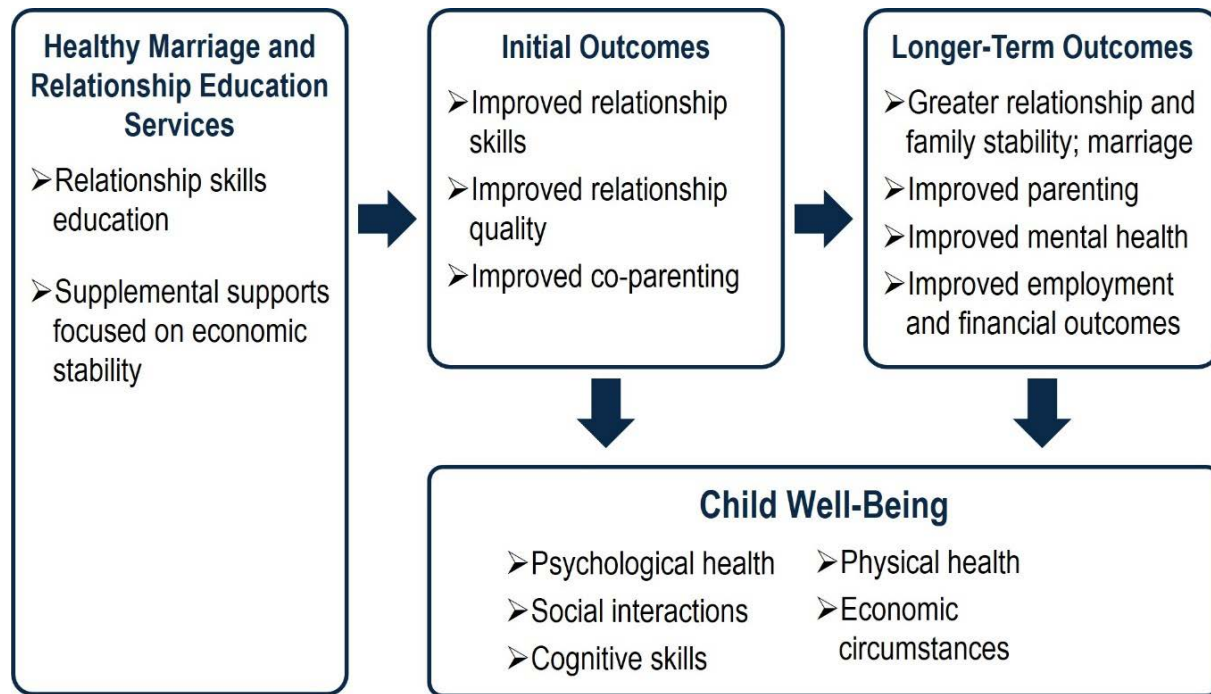 Healthy Marriage and
Relationship Education
Services
➢Relationship skills
education
➢Supplemental supports
focused on economic
stability
Initial Outcomes
➢Improved relationship
skills
➢Improved relationship
quality
➢Improved co-parenting
Longer-Term Outcomes
➢Greater relationship and
family stability; marriage
➢Improved parenting
➢Improved mental health
➢Improved employment
and financial outcomes
Child Well-Being
➢Psychological health
➢Social interactions
➢Cognitive skills
➢Physical health
➢Economic
circumstances